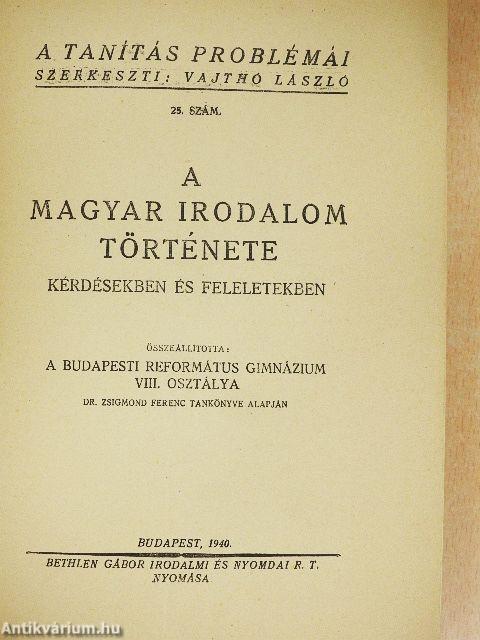 A TANÍTÁS PROBLÉMÁI
SZERKESZTI: VAJTHÓ LÁSZLÓ
25. SZÁM.
A
MAGYAR IRODALOM
TÖRTÉNETE
KÉRDÉSEKBEN ÉS FELELETEKBEN
ÖSSZEÁLLÍTOTTA:
A BUDAPESTI REFORMÁTUS GIMNÁZIUM
VIII. OSZTÁLYA
DR. ZSIGMOND FERENC TANKÖNYVE ALAPJÁN
BUDAPEST, 1940.
BETHLEN GÁBOR IRODALMI ÉS NYOMDAI R. T.
NYOMÁSA
Antikvárium.hu